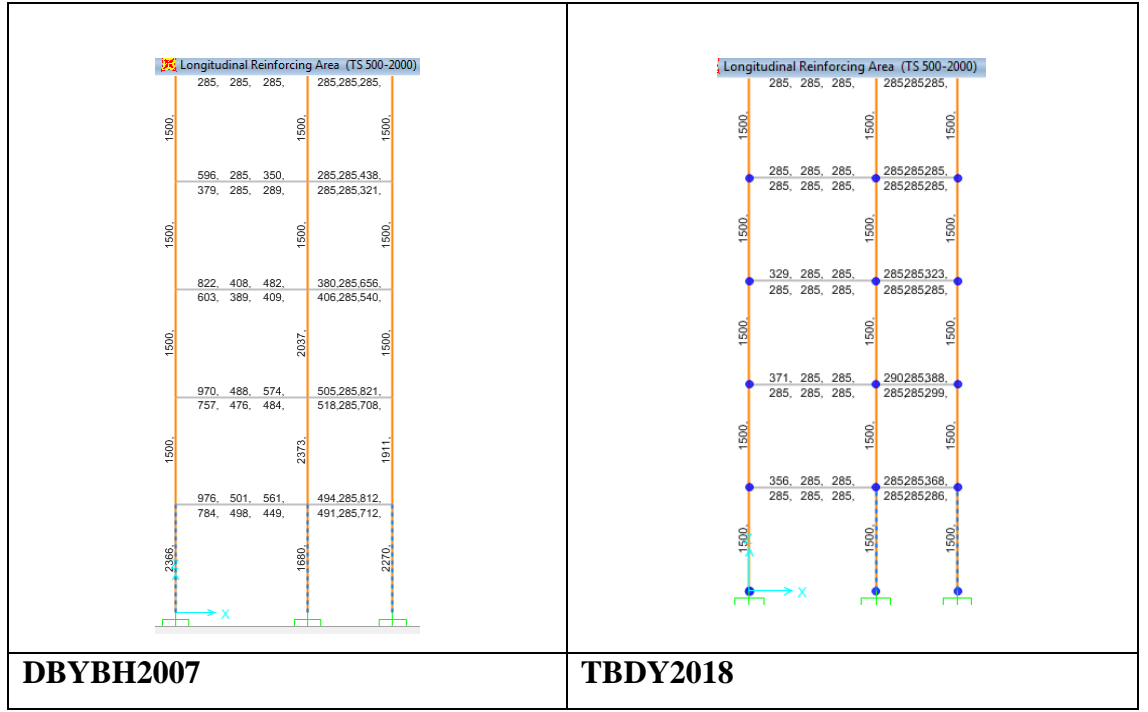 Longitudinal Reinforcing Area (TS 500-2000)
285, 285, 285, 285,285,285,
1500, 1500, 1500,
596, 285, 350, 285,285,438,
379, 285, 289, 285,285,321,
1500, 1500, 1500,
822, 408, 482, 380,285,656,
603, 389, 409, 406,285,540,
1500, 2037, 1500,
970, 488, 574, 505,285,821,
757, 476, 484, 518,285,708,
1500, 2373, 1911,
976, 501, 561, 494,285,812,
784, 498, 449, 491,285,712,
2366, 1680, 2270,
X
DBYBH2007
Longitudinal Reinforcing Area (TS 500-2000)
285, 285, 285, 285285285,
1500, 1500, 1500,
285, 285, 285, 285285285,
285, 285, 285, 285285285,
1500, 1500, 1500,
329, 285, 285, 285285323,
285, 285, 285, 285285285,
1500, 1500, 1500,
371, 285, 285, 290285388,
285, 285, 285, 285285299,
1500, 1500, 1500,
356, 285, 285, 285285368,
285, 285, 285, 285285286,
1500, 1500, 1500,
X
TBDY2018